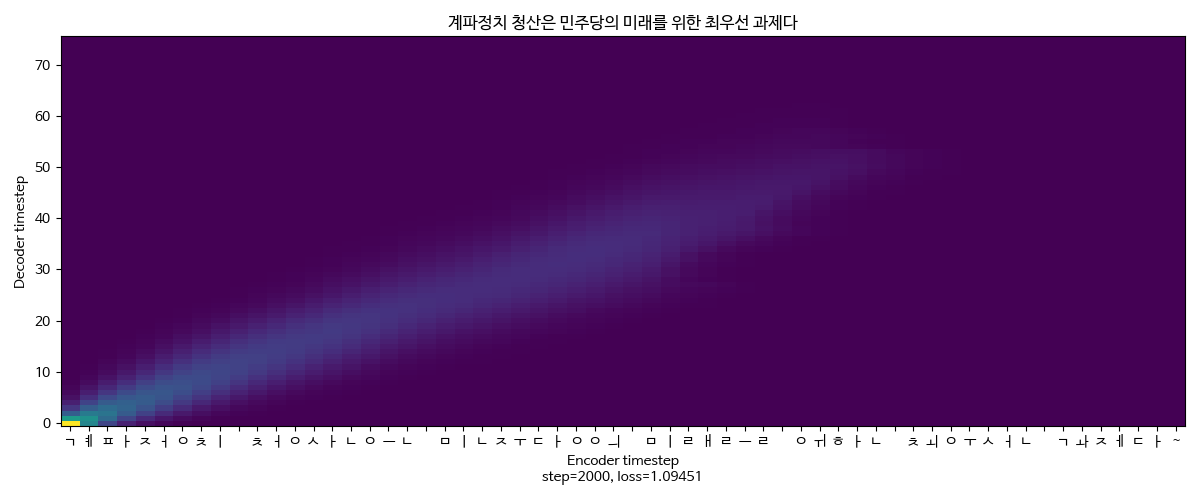 계파정치 청산은 민주당의 미래를 위한 최우선 과제다
Decoder timestep
70
60
50
40
30
20
10
0
ㄱ ㅖ ㅍ ㅏ ㅈ ㅓ ㅇ ㅊ ㅣ ㅊ ㅓ ㅇ ㅅ ㅏ ㄴ ㅇ ㅡ ㄴ ㅁ ㅣ ㄴ ㅈ ㅜ ㄷ ㅏ ㅇ ㅇ ㅢ ㅁ ㅣ ㄹ ㅐ ㄹ ㅡ ㄹ ㅇ ㅟ ㅎ ㅏ ㄴ ㅊ ㅚ ㅇ ㅜ ㅅ ㅓ ㄴ ㄱ ㅘ ㅈ ㅔ ㄷ ㅏ ~
Encoder timestep
step=2000, loss=1.09451